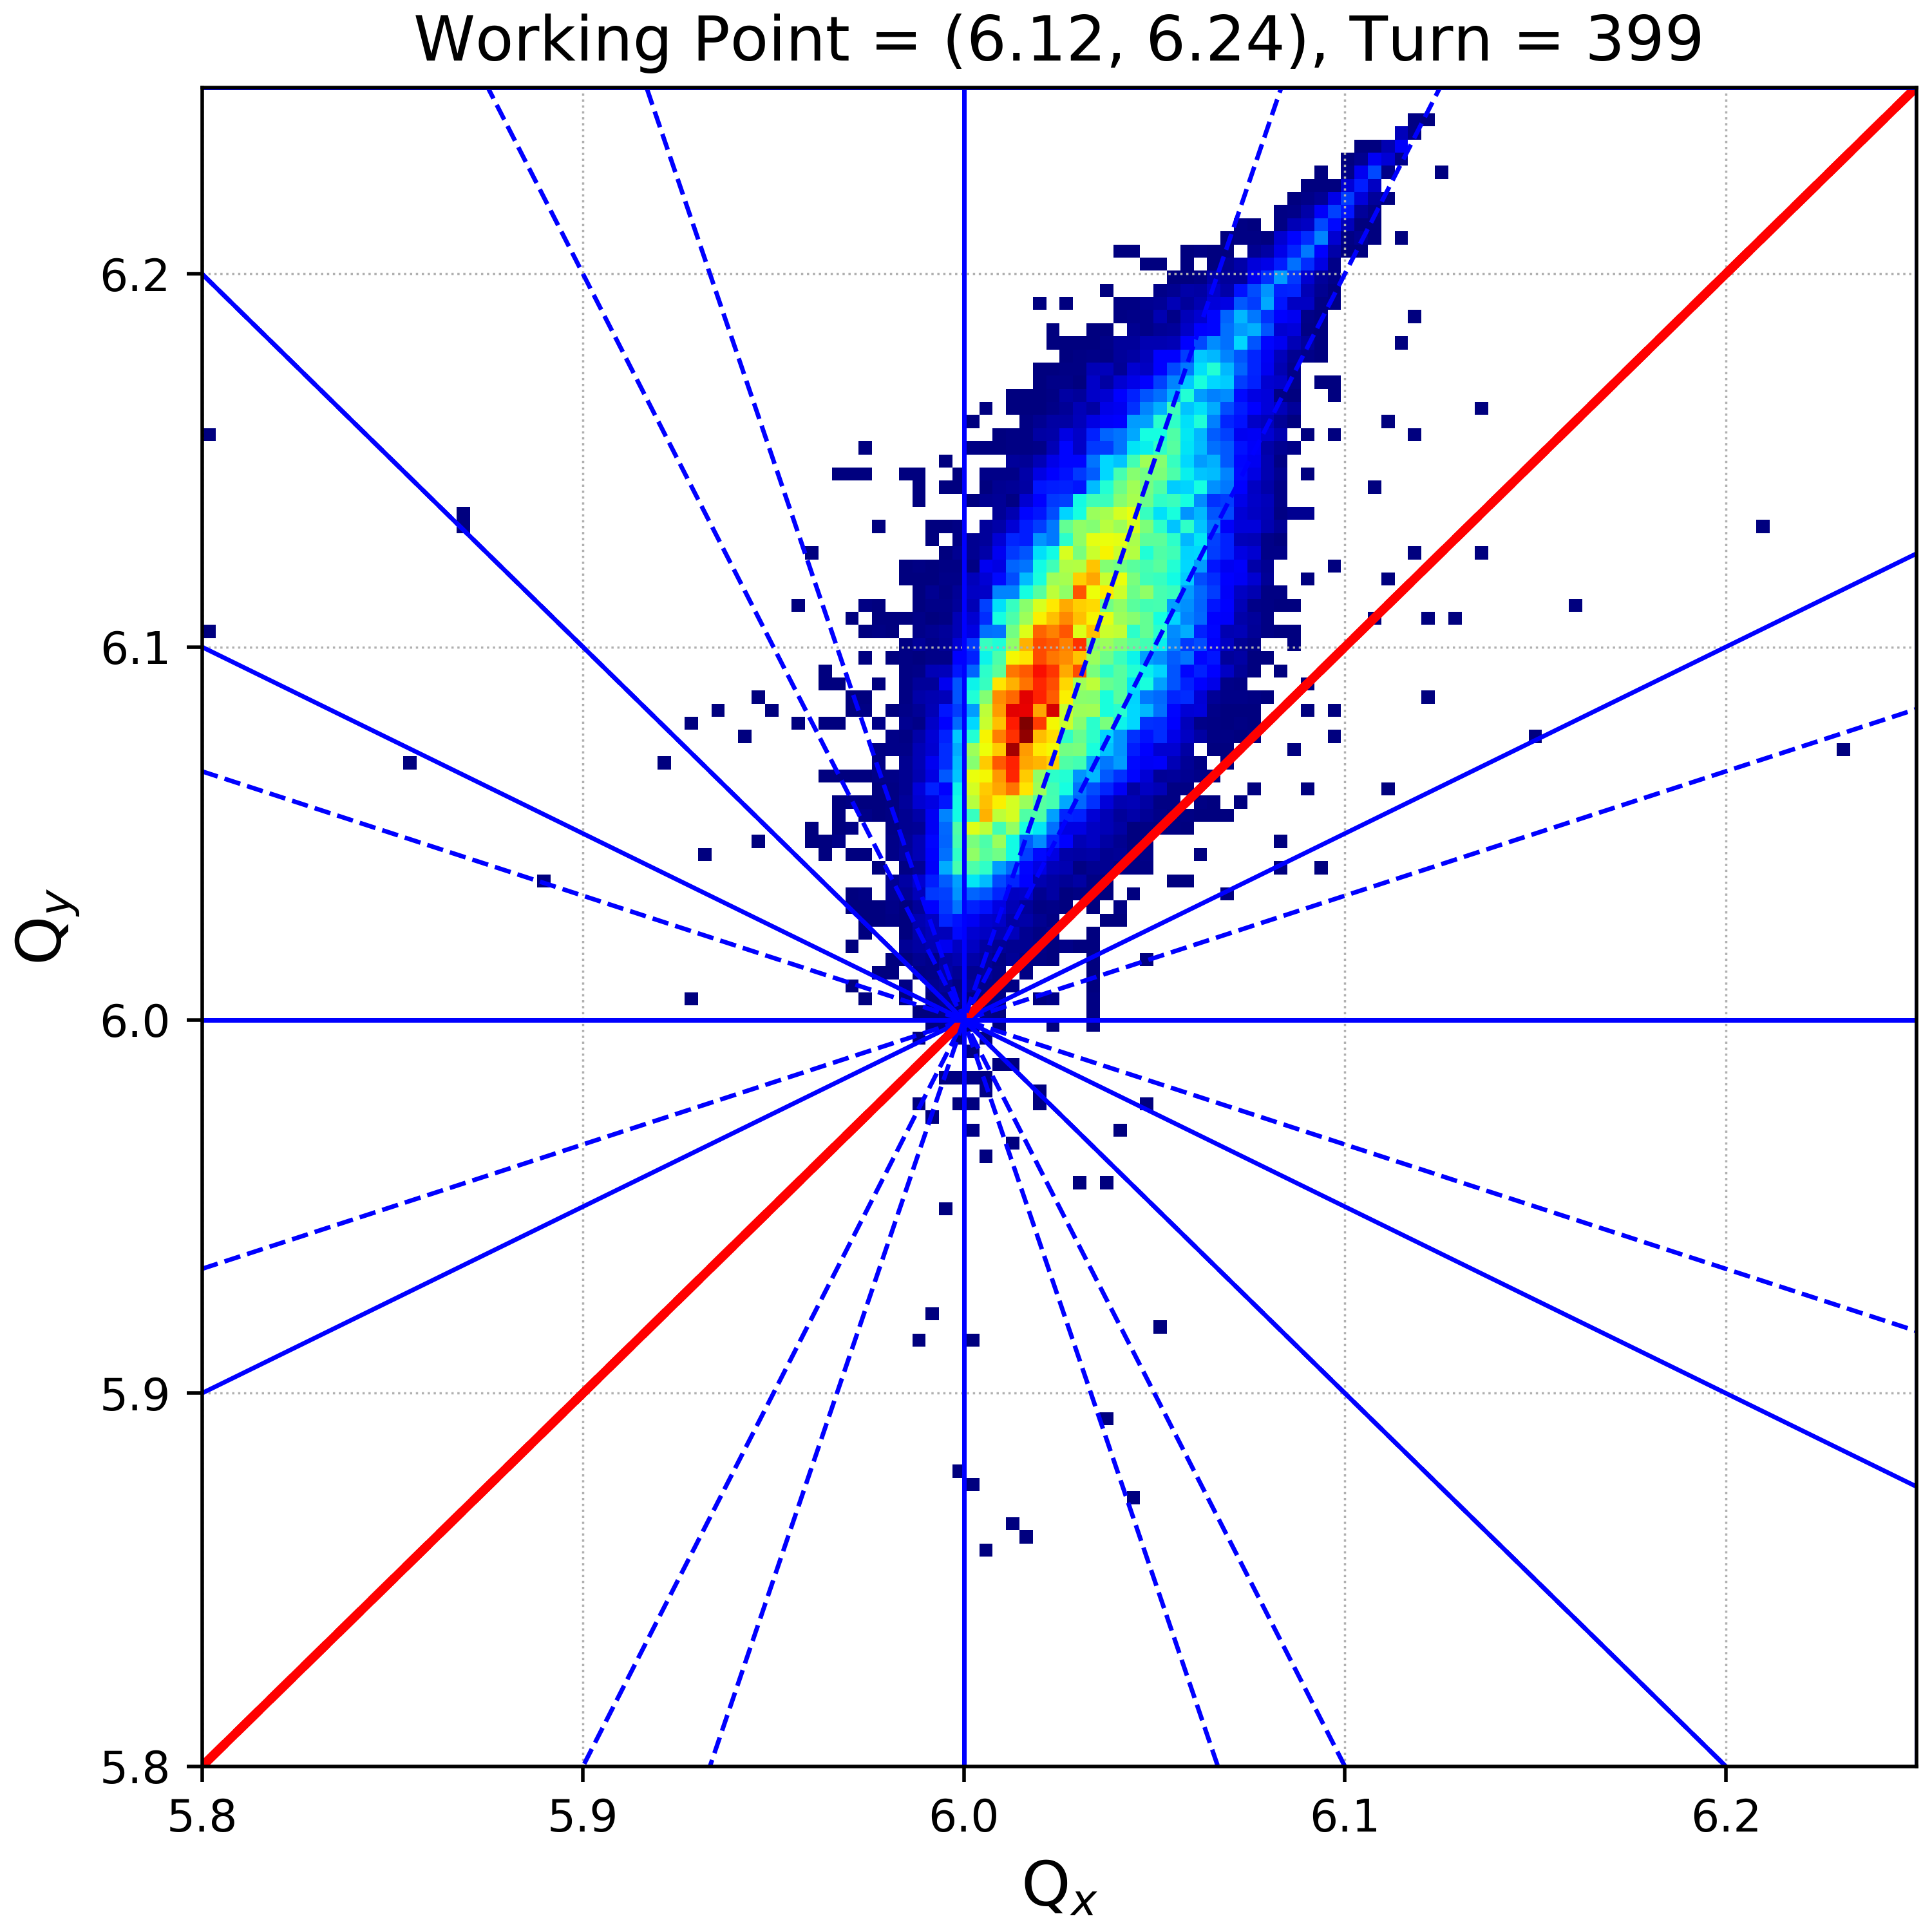 Working Point = (6.12, 6.24), Turn = 399
6.2
6.1
6.0
5.9
5.8
Qy
5.8 5.9 6.0 6.1 6.2
Qx